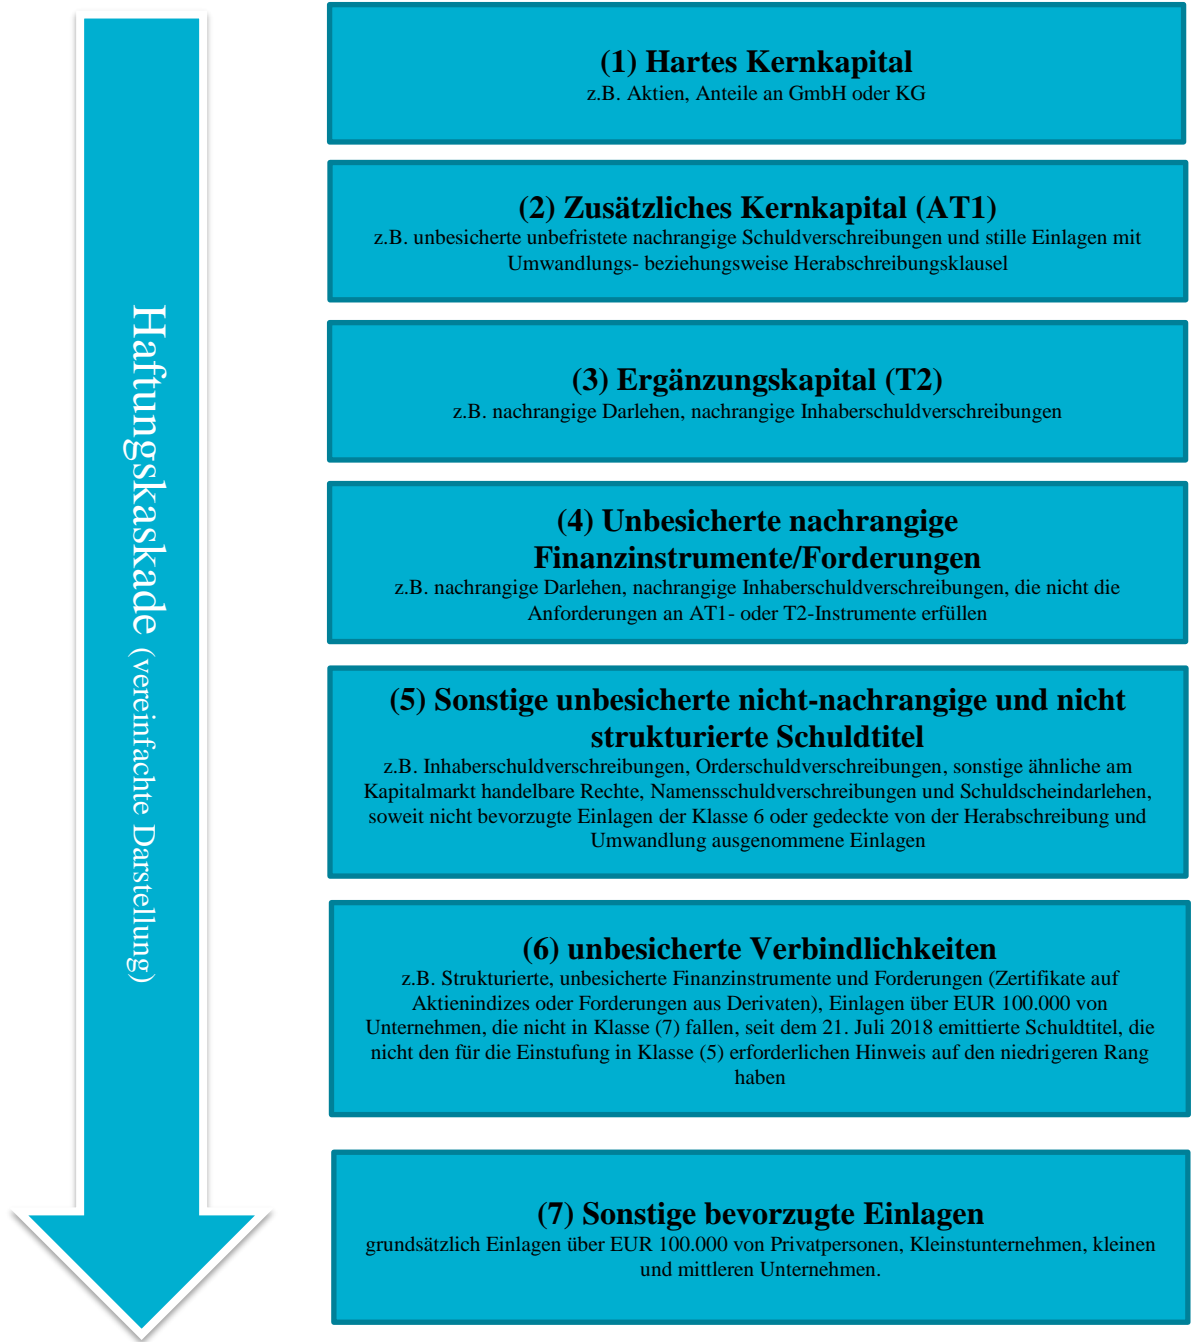 Haftungskaskade (vereinfachte Darstellung)
(1) Hartes Kernkapital
z.B. Aktien, Anteile an GmbH oder KG
(2) Zusätzliches Kernkapital (AT1)
z.B. unbesicherte unbefristete nachrangige Schuldverschreibungen und stille Einlagen mit
Umwandlungs- beziehungsweise Herabschreibungsklausel
(3) Ergänzungskapital (T2)
z.B. nachrangige Darlehen, nachrangige Inhaberschuldverschreibungen
(4) Unbesicherte nachrangige
Finanzinstrumente/Forderungen
z.B. nachrangige Darlehen, nachrangige Inhaberschuldverschreibungen, die nicht die
Anforderungen an AT1- oder T2-Instrumente erfüllen
(5) Sonstige unbesicherte nicht-nachrangige und nicht
strukturierte Schuldtitel
z.B. Inhaberschuldverschreibungen, Orderschuldverschreibungen, sonstige ähnliche am
Kapitalmarkt handelbare Rechte, Namensschuldverschreibungen und Schuldscheindarlehen,
soweit nicht bevorzugte Einlagen der Klasse 6 oder gedeckte von der Herabschreibung und
Umwandlung ausgenommene Einlagen
(6) unbesicherte Verbindlichkeiten
z.B. Strukturierte, unbesicherte Finanzinstrumente und Forderungen (Zertifikate auf
Aktienindizes oder Forderungen aus Derivaten), Einlagen über EUR 100.000 von
Unternehmen, die nicht in Klasse (7) fallen, seit dem 21. Juli 2018 emittierte Schuldtitel, die
nicht den für die Einstufung in Klasse (5) erforderlichen Hinweis auf den niedrigeren Rang
haben
(7) Sonstige bevorzugte Einlagen
grundsätzlich Einlagen über EUR 100.000 von Privatpersonen, Kleinstunternehmen, kleinen
und mittleren Unternehmen.